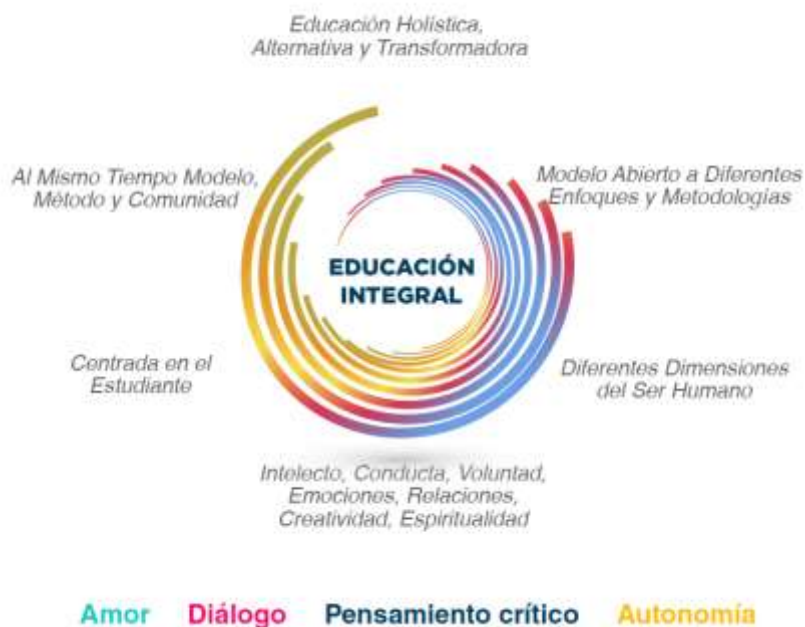 Educación Holística,
Alternativa y Transformadora
Al Mismo Tiempo Modelo,
Método y Comunidad
Modelo Abierto a Diferentes
Enfoques y Metodologías
EDUCACIÓN
INTEGRAL
Centrada en el
Estudiante
Diferentes Dimensiones
del Ser Humano
Intelecto, Conducta, Voluntad,
Emociones, Relaciones,
Creatividad, Espiritualidad
Amor Diálogo Pensamiento crítico Autonomía